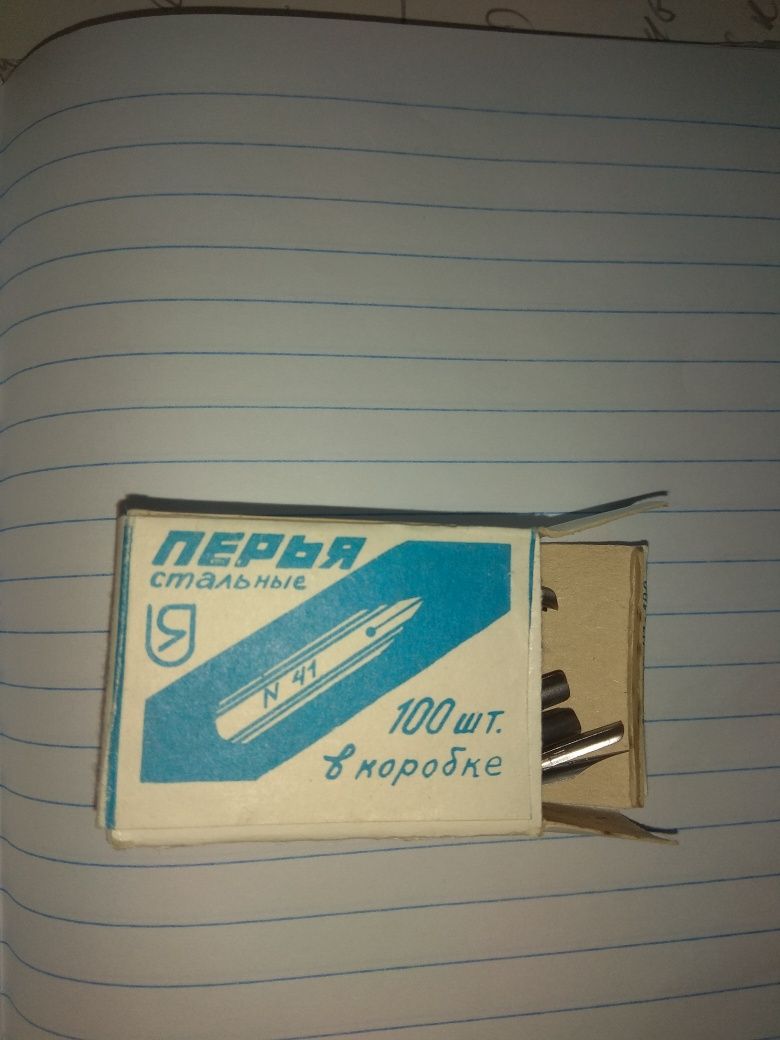 ПЕРЬЯ
стальные
Я
N 41
100 шт.
в коробке